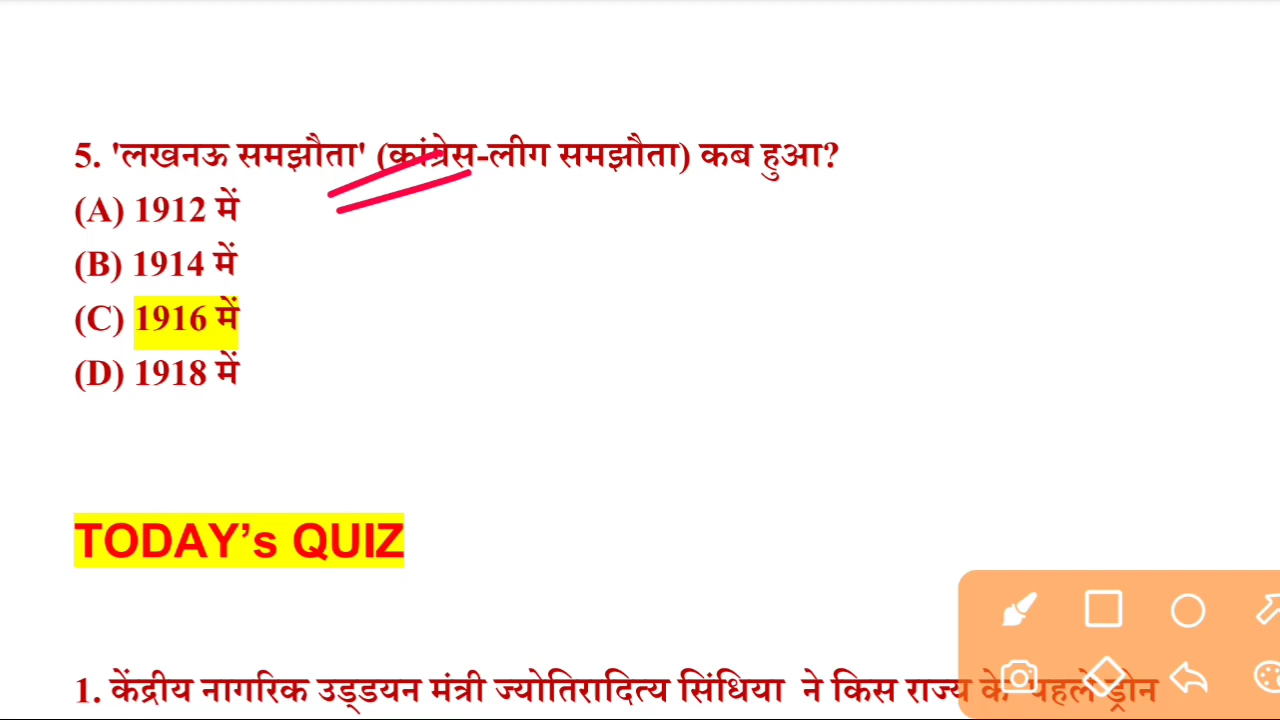 5. 'लखनऊ समझौता' (कांग्रेस-लीग समझौता) कब हुआ?
(A) 1912 में
(B) 1914 में
(C) 1916 में
(D) 1918 में
TODAY’s QUIZ
1. केंद्रीय नागरिक उड्डयन मंत्री ज्योतिरादित्य सिंधिया ने किस राज्य के पहले ड्रोन